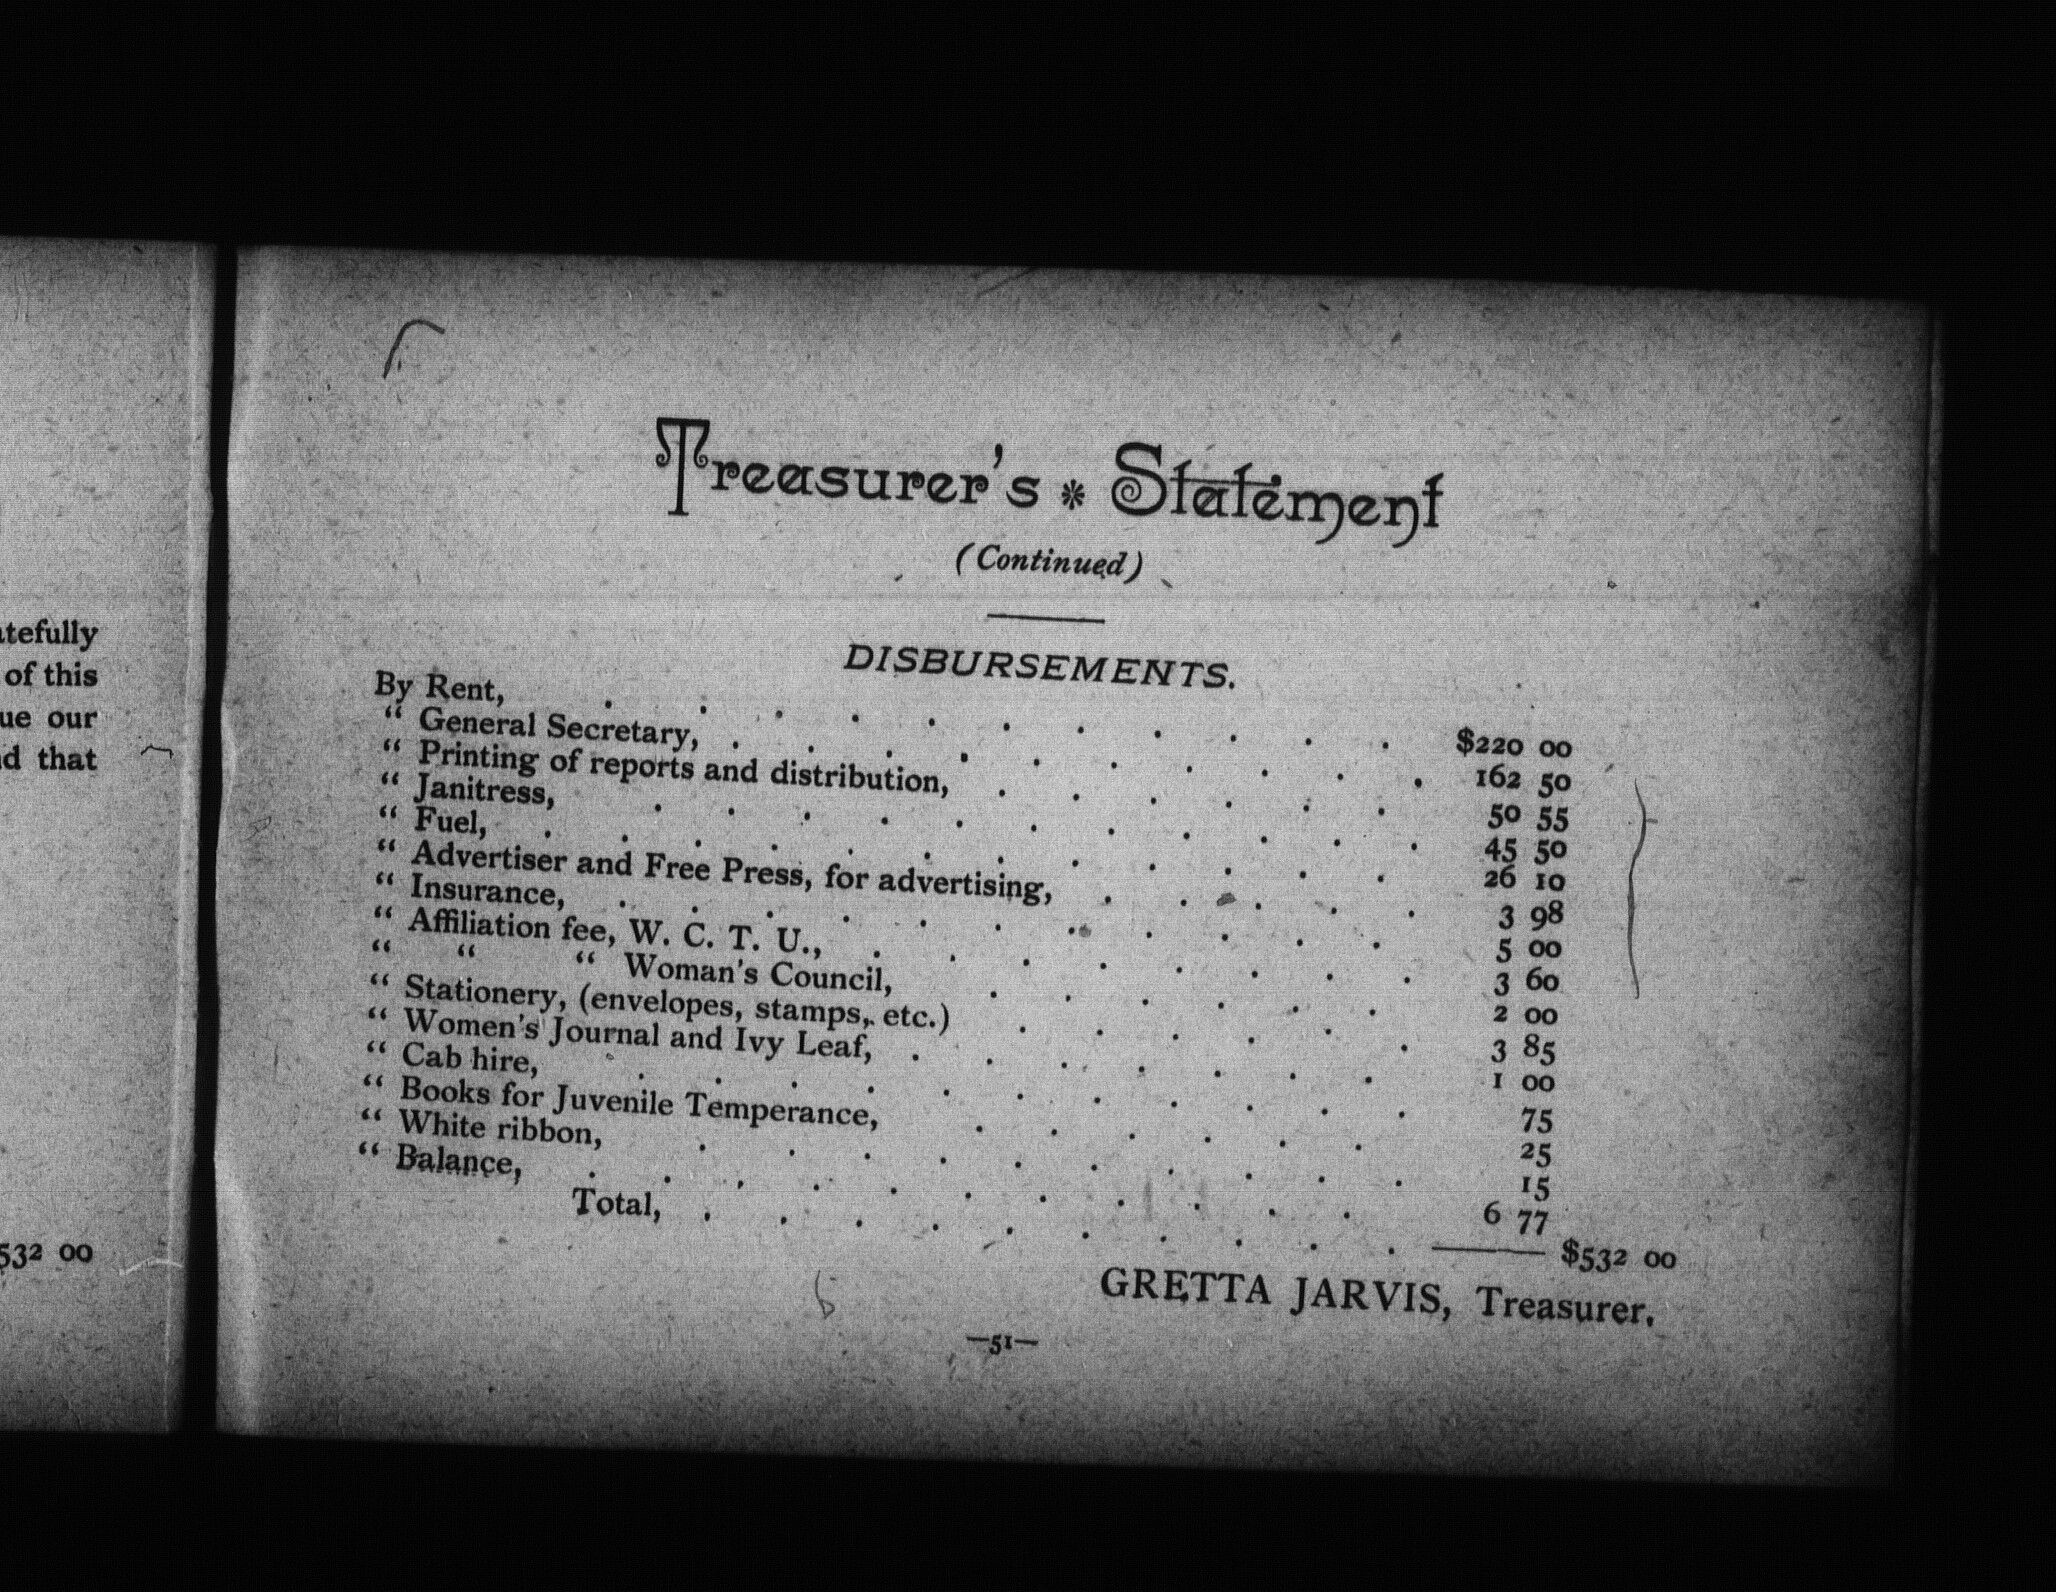 of this
our
that
532 00
Treasurer's * Statement
(Continued)
DISBURSEMENTS.
By Rent, . . . . . . . . . . . $220 00
“ General Secretary, . . . . . . . . . . 162 50
“ Printing of reports and distribution, . . . . . . 50 55
“ Janitress, . . . . . . . . . . . 45 50
“ Fuel, . . . . . . . . . . . . 26 10
“ Advertiser and Free Press, for advertising, . . . . . 3 98
“ Insurance, . . . . . . . . . . . 5 00
“ Affiliation fee, W. C. T. U., . . . . . . . . 3 60
“ “ “ Woman's Council, . . . . . . 2 00
“ Stationery, (envelopes, stamps, etc.) . . . . . . 3 85
“ Women's Journal and Ivy Leaf, . . . . . . . 1 00
“ Cab hire, . . . . . . . . . . . 75
“ Books for Juvenile Temperance, . . . . . . 25
“ White ribbon, . . . . . . . . . . 15
“ Balance, . . . . . . . . . . . 6 77
Total, . . . . . . . . . . $532 00
GRETTA JARVIS, Treasurer.
—51—